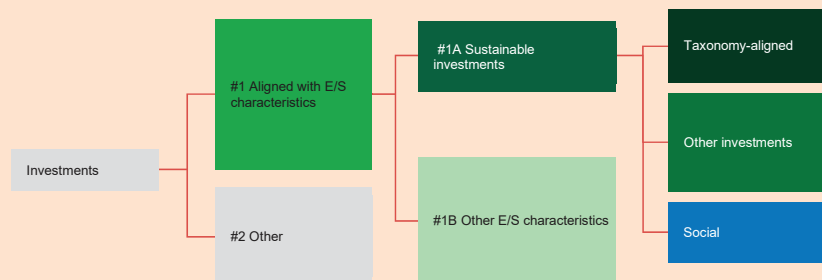 #1A Sustainable
investments
Taxonomy-aligned
#1 Aligned with E/S
characteristics
Other investments
Investments
#1B Other E/S characteristics
#2 Other
Social